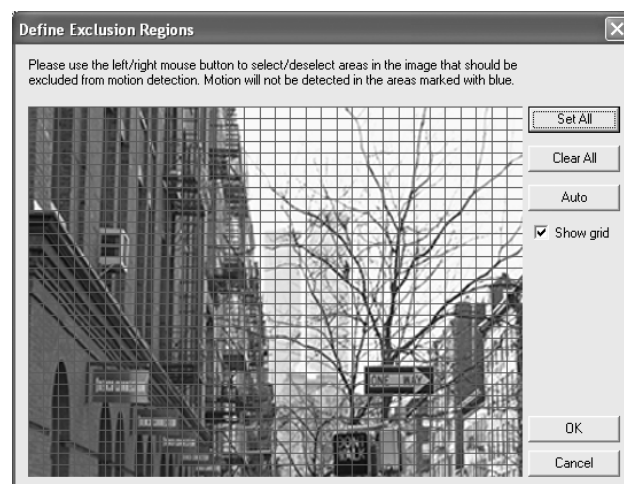 Define Exclusion Regions
Please use the left/right mouse button to select/deselect areas in the image that should be
excluded from motion detection. Motion will not be detected in the areas marked with blue.
Set All
Clear All
Auto
Show grid
ONE WAY
OK
Cancel